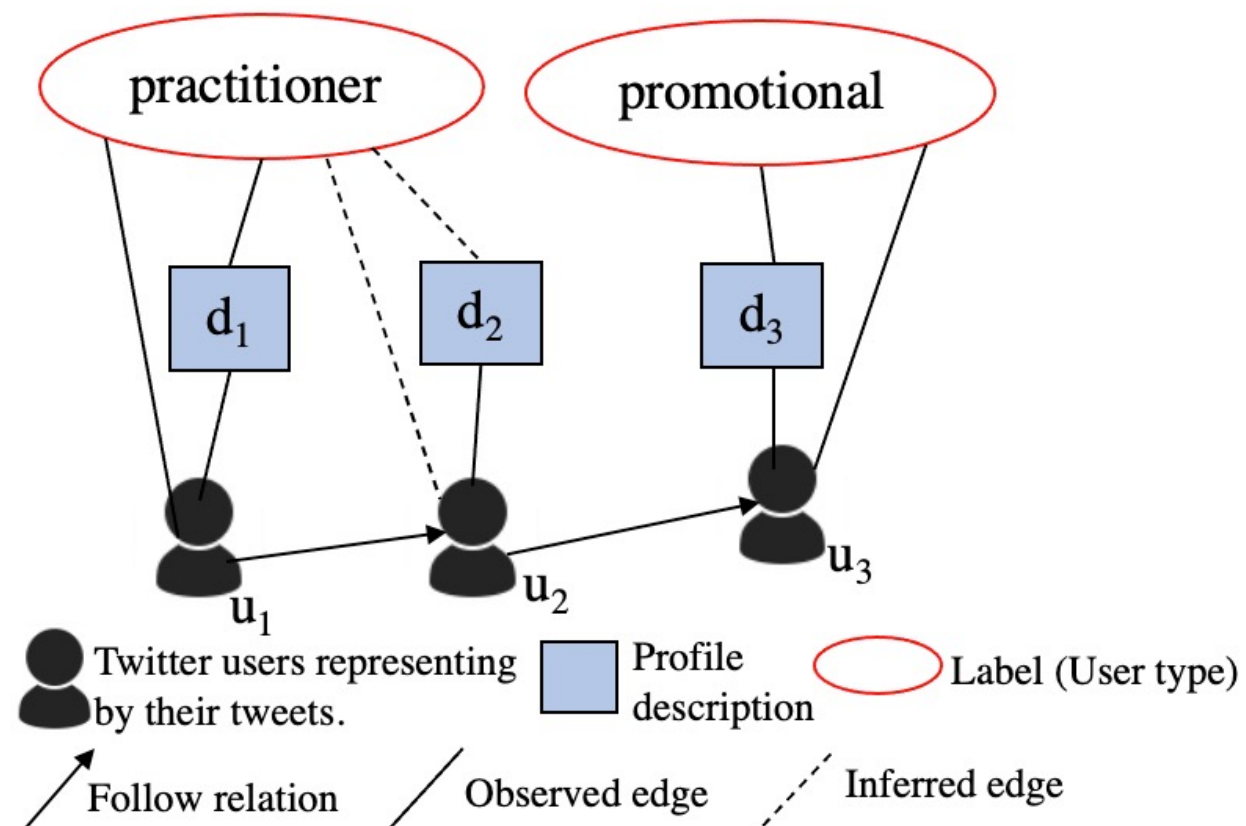 practitioner
promotional
d₁
d₂
d₃
u₁
u₂
u₃
Twitter users representing
by their tweets.
Profile
description
Label (User type)
Follow relation
Observed edge
Inferred edge